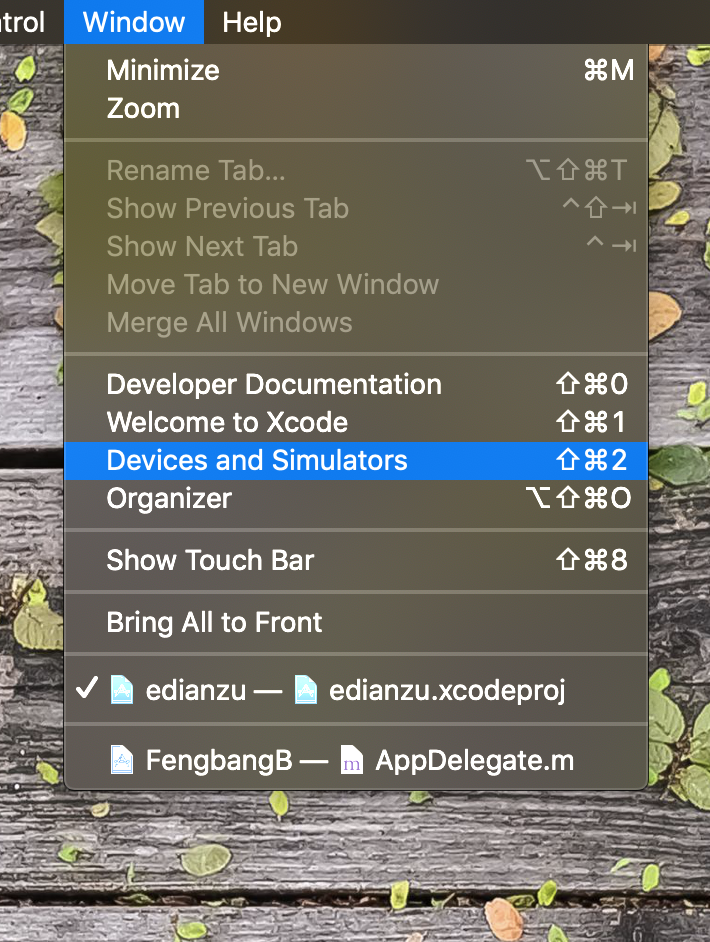 trol Window Help
Minimize ⌘M
Zoom
Rename Tab... ⌥⇧⌘T
Show Previous Tab ^⇧⇥
Show Next Tab ^⇥
Move Tab to New Window
Merge All Windows
Developer Documentation ⇧⌘0
Welcome to Xcode ⇧⌘1
Devices and Simulators ⇧⌘2
Organizer ⌥⇧⌘O
Show Touch Bar ⇧⌘8
Bring All to Front
✓ edianzu — edianzu.xcodeproj
FengbangB — m AppDelegate.m